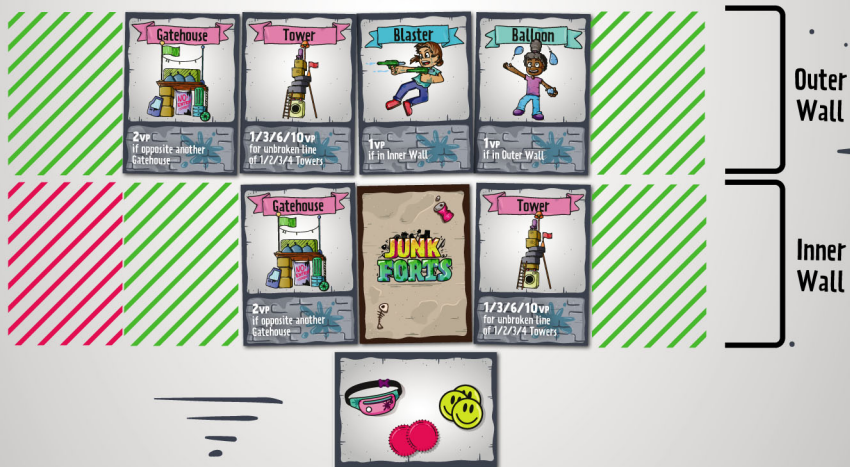 Gatehouse
2VP
if opposite another
Gatehouse
Tower
1/3/6/10VP
for unbroken line
of 1/2/3/4 Towers
Blaster
1VP
if in Inner Wall
Balloon
1VP
if in Outer Wall
Outer
Wall
Gatehouse
2VP
if opposite another
Gatehouse
JUNK
FORTS
Tower
1/3/6/10VP
for unbroken line
of 1/2/3/4 Towers
Inner
Wall